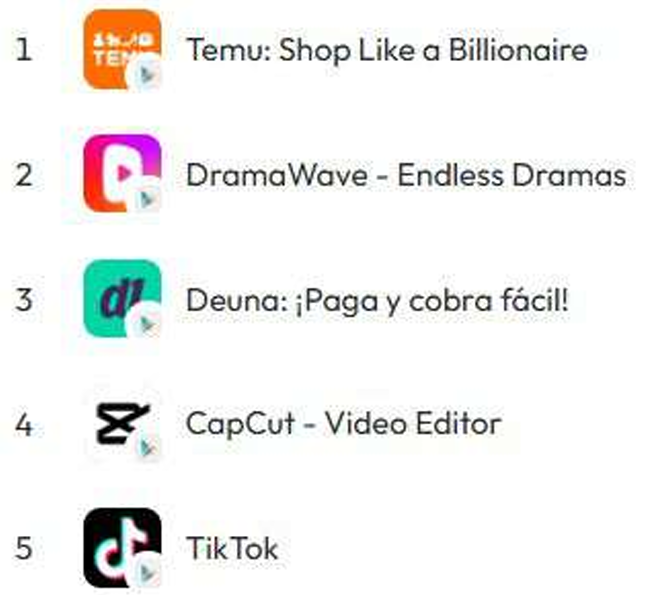 1 Temu: Shop Like a Billionaire
2 DramaWave - Endless Dramas
3 Deuna: ¡Paga y cobra fácil!
4 CapCut - Video Editor
5 TikTok